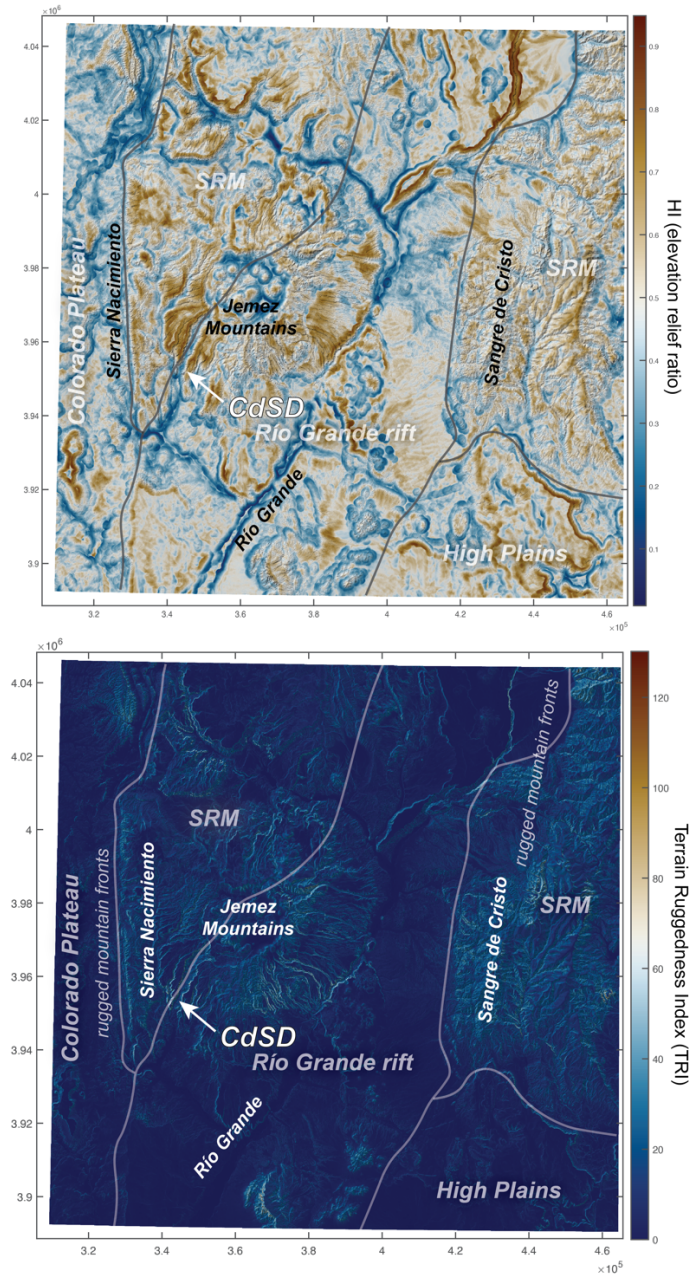 ×10⁶
4.04
4.02
4
3.98
3.96
3.94
3.92
3.9
3.2
3.4
3.6
3.8
4
4.2
4.4
4.6
×10⁵
SRM
Colorado Plateau
Sierra Nacimiento
Jemez
Mountains
Sangre de Cristo
SRM
CdSD
Río Grande rift
Río Grande
High Plains
0.9
0.8
0.7
0.6
0.5
0.4
0.3
0.2
0.1
HI (elevation relief ratio)
×10⁶
4.04
4.02
4
3.98
3.96
3.94
3.92
3.9
3.2
3.4
3.6
3.8
4
4.2
4.4
4.6
×10⁵
rugged mountain fronts
SRM
Colorado Plateau
rugged mountain fronts
Sierra Nacimiento
Jemez
Mountains
Sangre de Cristo
SRM
CdSD
Río Grande rift
Río Grande
High Plains
120
100
80
60
40
20
0
Terrain Ruggedness Index (TRI)